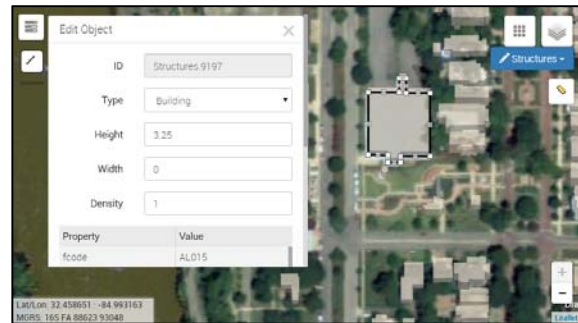 Edit Object
ID
Structures.9197
Type
Building
Height
3.25
Width
0
Density
1
Property
Value
fcode
AL015
Structures
+
−
Lat/Lon: 32.458651 : -84.993163
MGRS: 16S FA 88623 93048
Leaflet